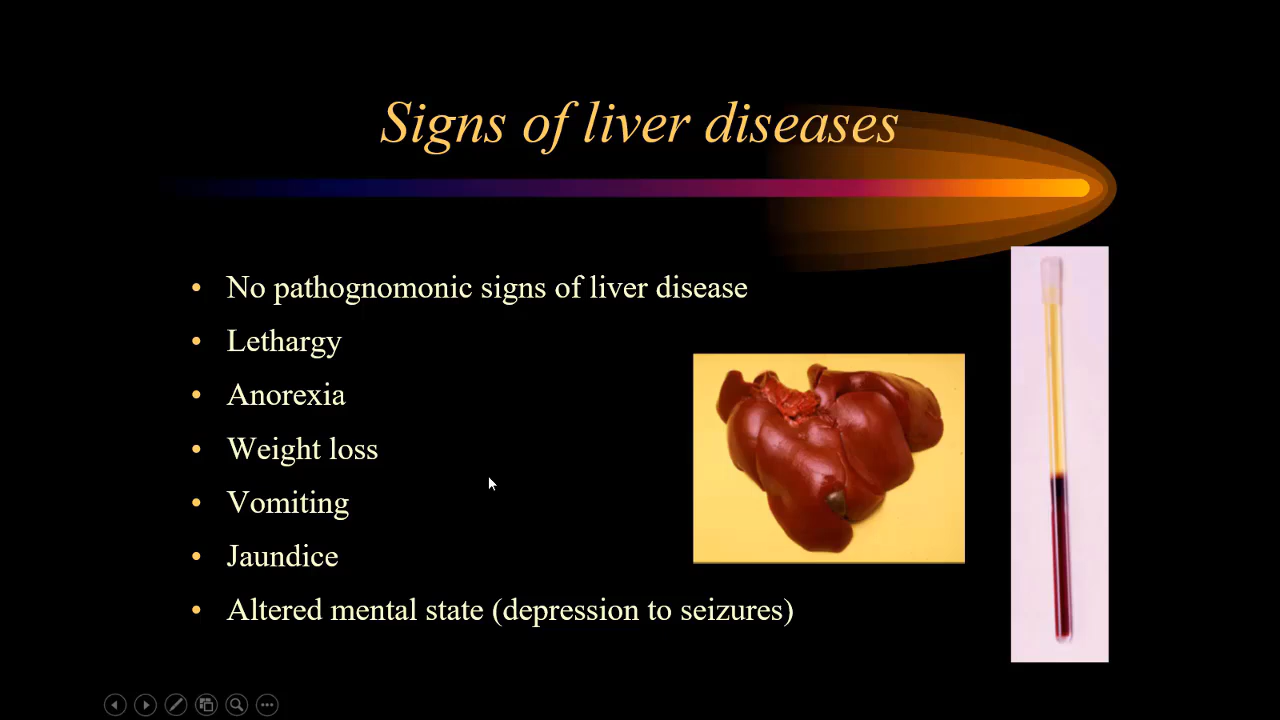 Signs of liver diseases
• No pathognomonic signs of liver disease
• Lethargy
• Anorexia
• Weight loss
• Vomiting
• Jaundice
• Altered mental state (depression to seizures)